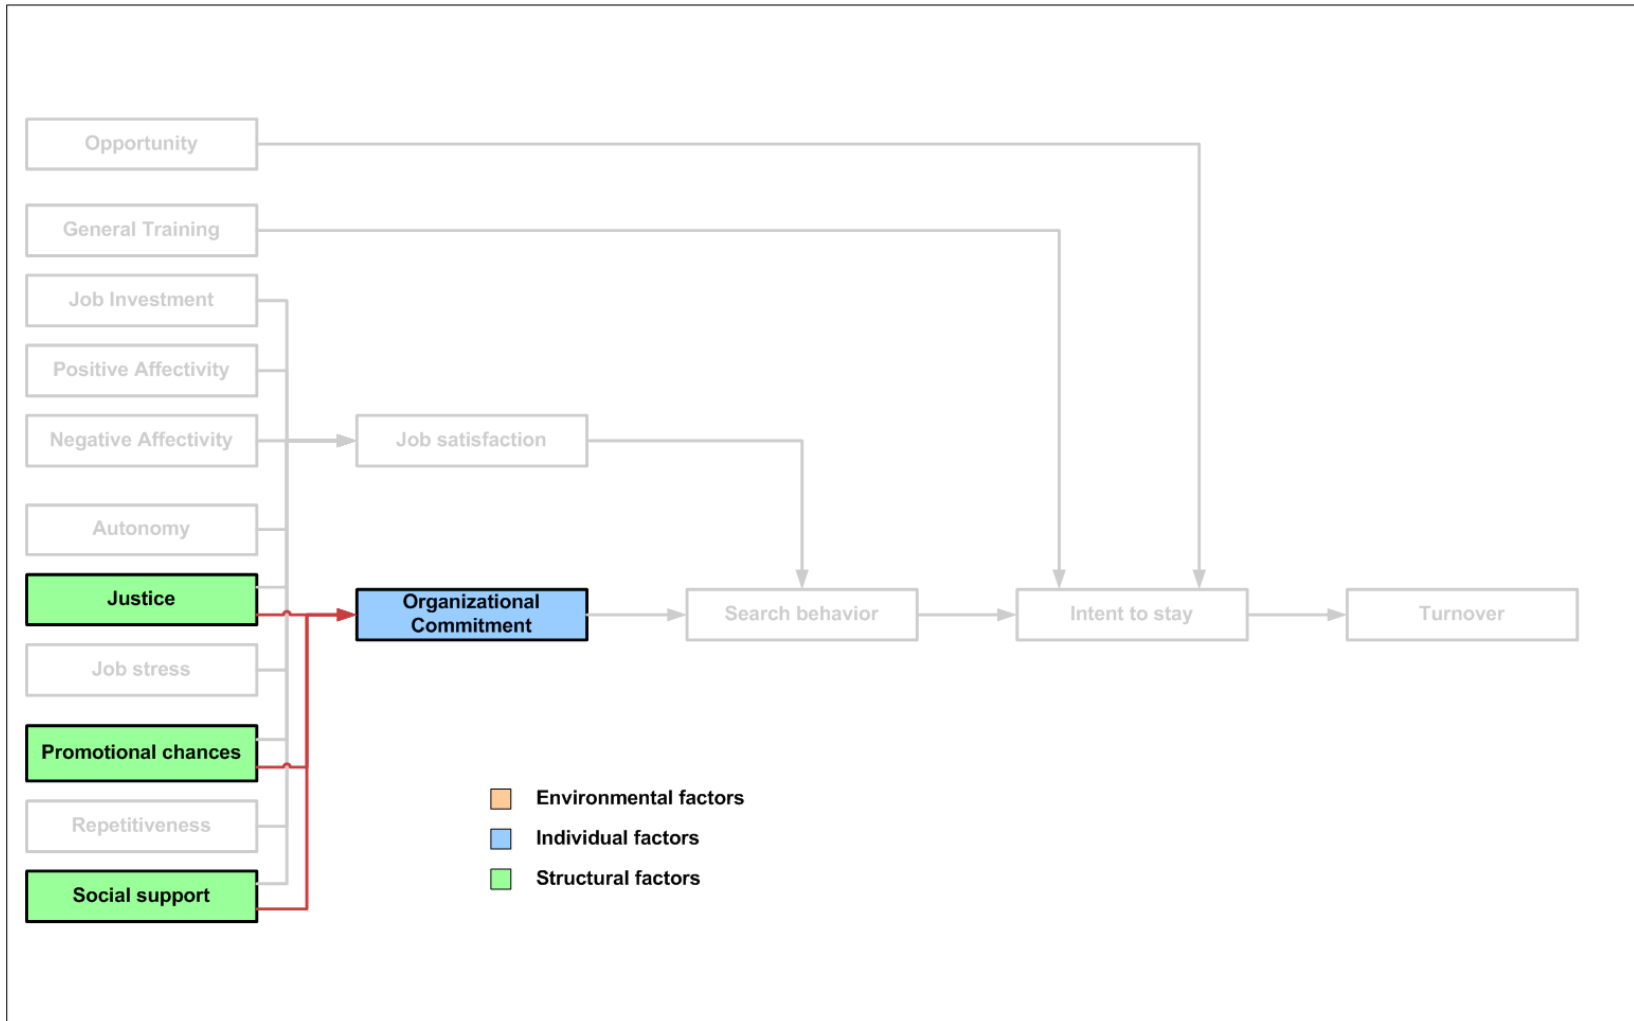 Opportunity
General Training
Job Investment
Positive Affectivity
Negative Affectivity
Job satisfaction
Autonomy
Justice
Organizational
Commitment
Search behavior
Intent to stay
Turnover
Job stress
Promotional chances
Repetitiveness
Social support
Environmental factors
Individual factors
Structural factors